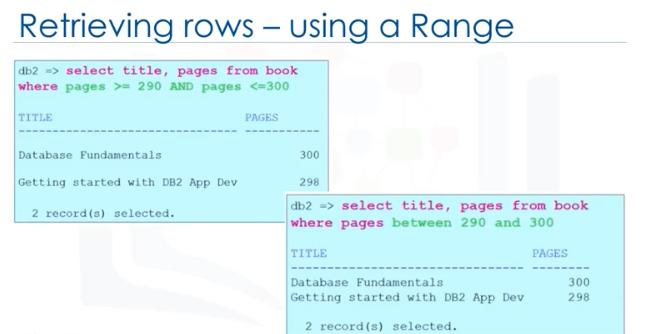 Retrieving rows – using a Range
db2 => select title, pages from book
where pages >= 290 AND pages <=300
TITLE PAGES
------------------------------ -----------
Database Fundamentals 300
Getting started with DB2 App Dev 298
2 record(s) selected.
db2 => select title, pages from book
where pages between 290 and 300
TITLE PAGES
-------------------------------- --------
Database Fundamentals 300
Getting started with DB2 App Dev 298
2 record(s) selected.